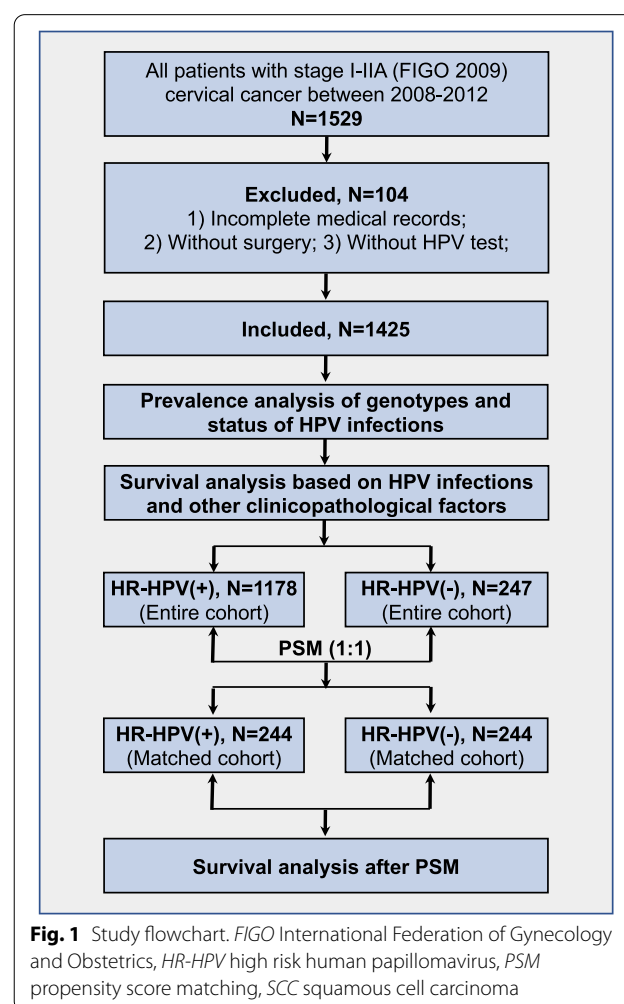 All patients with stage I-IIA (FIGO 2009)
cervical cancer between 2008-2012
N=1529
Excluded, N=104
1) Incomplete medical records;
2) Without surgery; 3) Without HPV test;
Included, N=1425
Prevalence analysis of genotypes and
status of HPV infections
Survival analysis based on HPV infections
and other clinicopathological factors
HR-HPV(+), N=1178
(Entire cohort)
HR-HPV(-), N=247
(Entire cohort)
PSM (1:1)
HR-HPV(+), N=244
(Matched cohort)
HR-HPV(-), N=244
(Matched cohort)
Survival analysis after PSM
Fig. 1 Study flowchart. FIGO International Federation of Gynecology
and Obstetrics, HR-HPV high risk human papillomavirus, PSM
propensity score matching, SCC squamous cell carcinoma